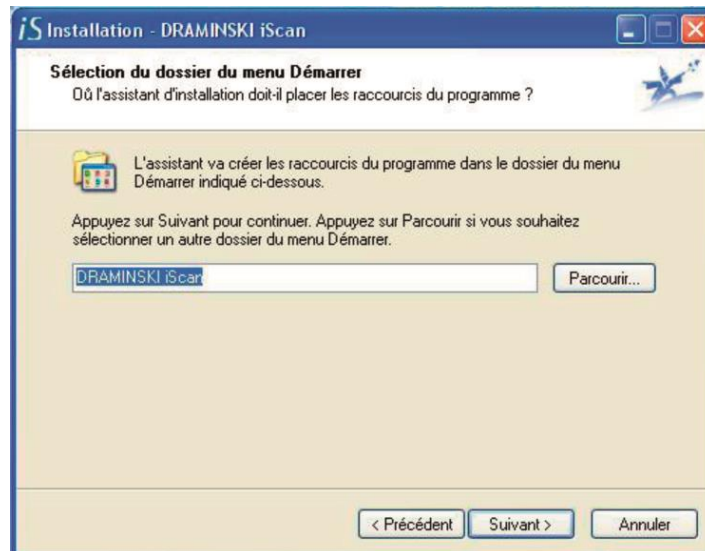 iS Installation - DRAMINSKI iScan
Sélection du dossier du menu Démarrer
Où l'assistant d'installation doit-il placer les raccourcis du programme ?
L'assistant va créer les raccourcis du programme dans le dossier du menu
Démarrer indiqué ci-dessous.
Appuyez sur Suivant pour continuer. Appuyez sur Parcourir si vous souhaitez
sélectionner un autre dossier du menu Démarrer.
DRAMINSKI iScan
Parcourir...
< Précédent
Suivant >
Annuler